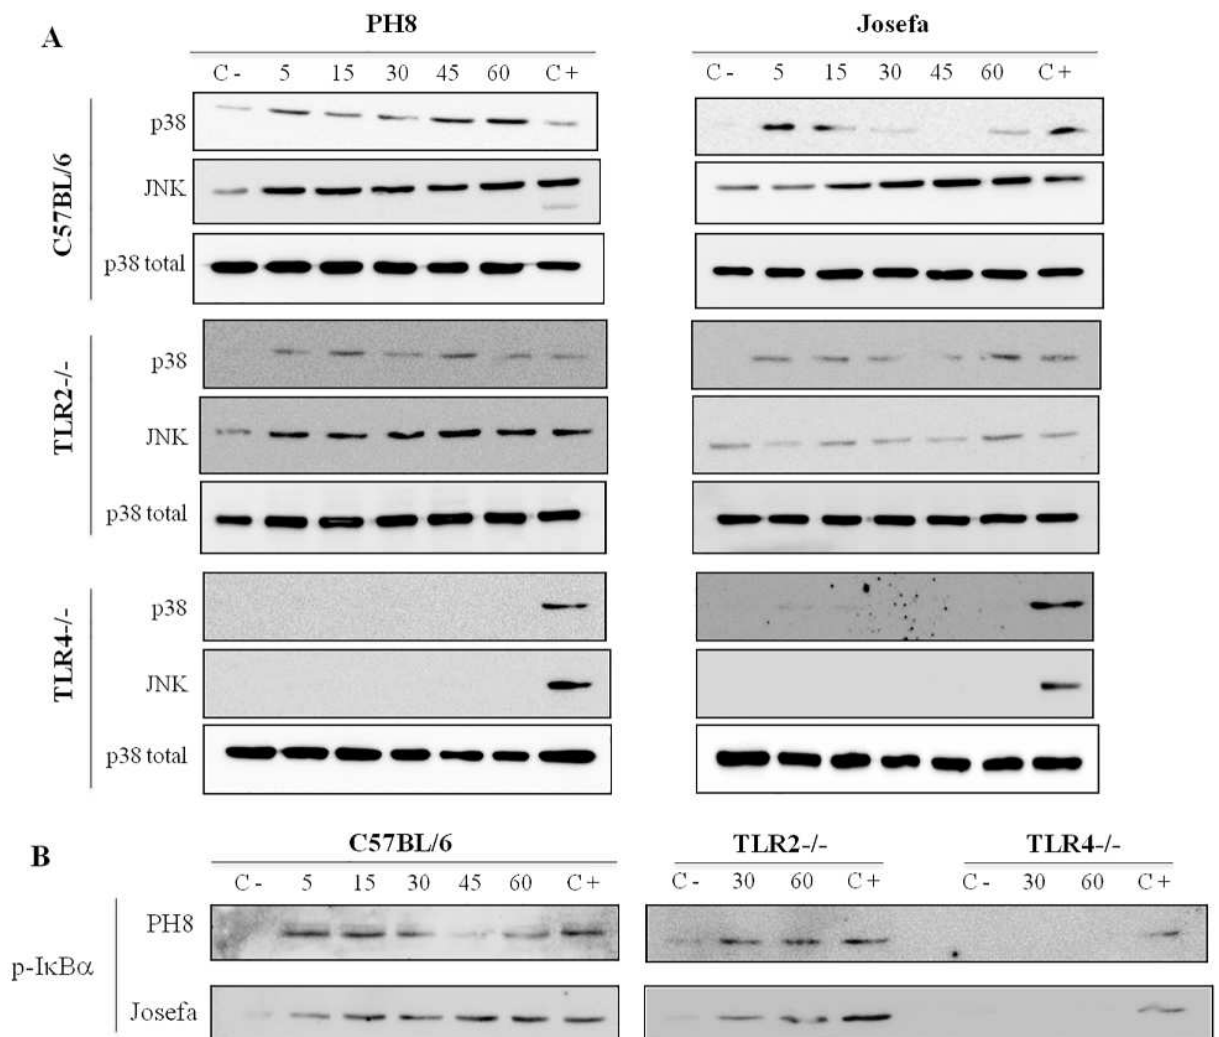 A
PH8 Josefa
C - 5 15 30 45 60 C + C - 5 15 30 45 60 C +
C57BL/6
p38
JNK
p38 total
TLR2-/-
p38
JNK
p38 total
TLR4-/-
p38
JNK
p38 total
B
C57BL/6 TLR2-/- TLR4-/-
C - 5 15 30 45 60 C + C - 30 60 C + C - 30 60 C +
p-IκBα
PH8
Josefa